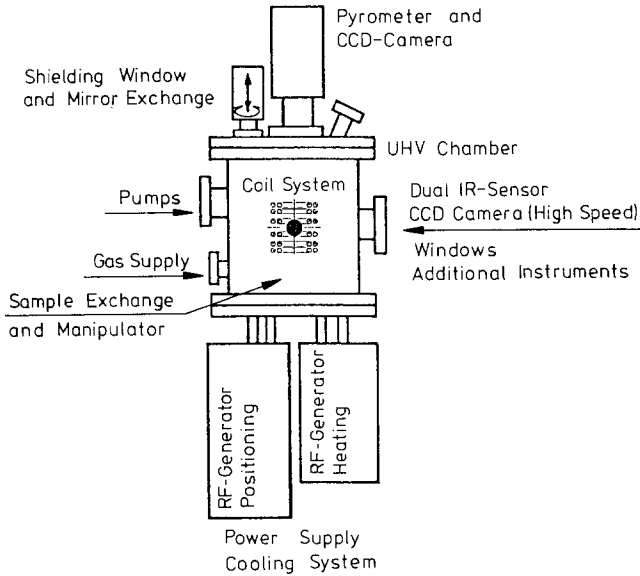 Pyrometer and
CCD-Camera
Shielding Window
and Mirror Exchange
UHV Chamber
Coil System
Pumps
Dual IR-Sensor
CCD Camera (High Speed)
Windows
Additional Instruments
Gas Supply
Sample Exchange
and Manipulator
RF-Generator
Positioning
RF-Generator
Heating
Power Supply
Cooling System